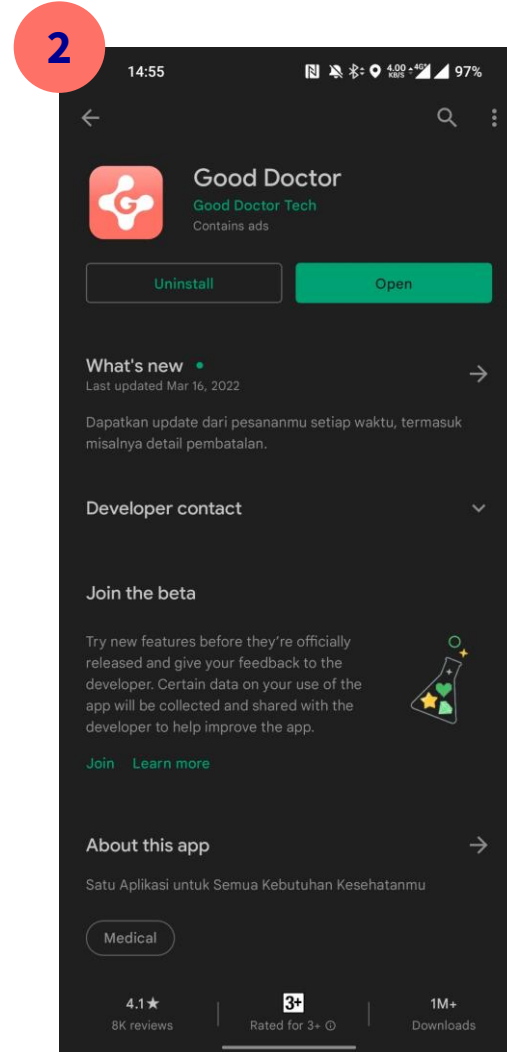 2
14:55 4.00 KB/S 4G 97%
Good Doctor
Good Doctor Tech
Contains ads
Uninstall Open
What's new
Last updated Mar 16, 2022
Dapatkan update dari pesananmu setiap waktu, termasuk
misalnya detail pembatalan.
Developer contact
Join the beta
Try new features before they're officially
released and give your feedback to the
developer. Certain data on your use of the
app will be collected and shared with the
developer to help improve the app.
Join Learn more
About this app
Satu Aplikasi untuk Semua Kebutuhan Kesehatanmu
Medical
4.1★ 3+ 1M+
8K reviews Rated for 3+ Downloads